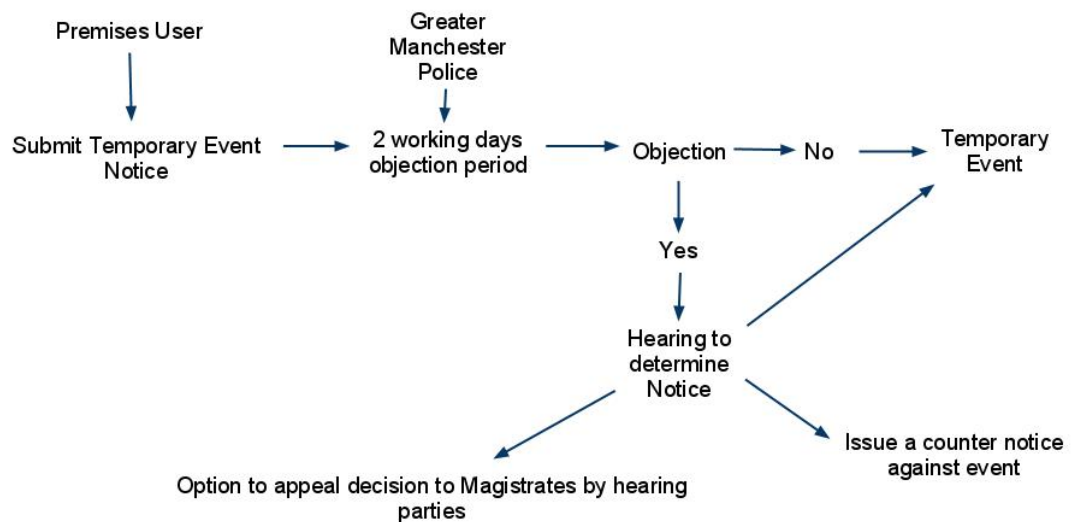 Premises User
Greater
Manchester
Police
Submit Temporary Event
Notice
2 working days
objection period
Objection
No
Temporary
Event
Yes
Hearing to
determine
Notice
Issue a counter notice
against event
Option to appeal decision to Magistrates by hearing
parties